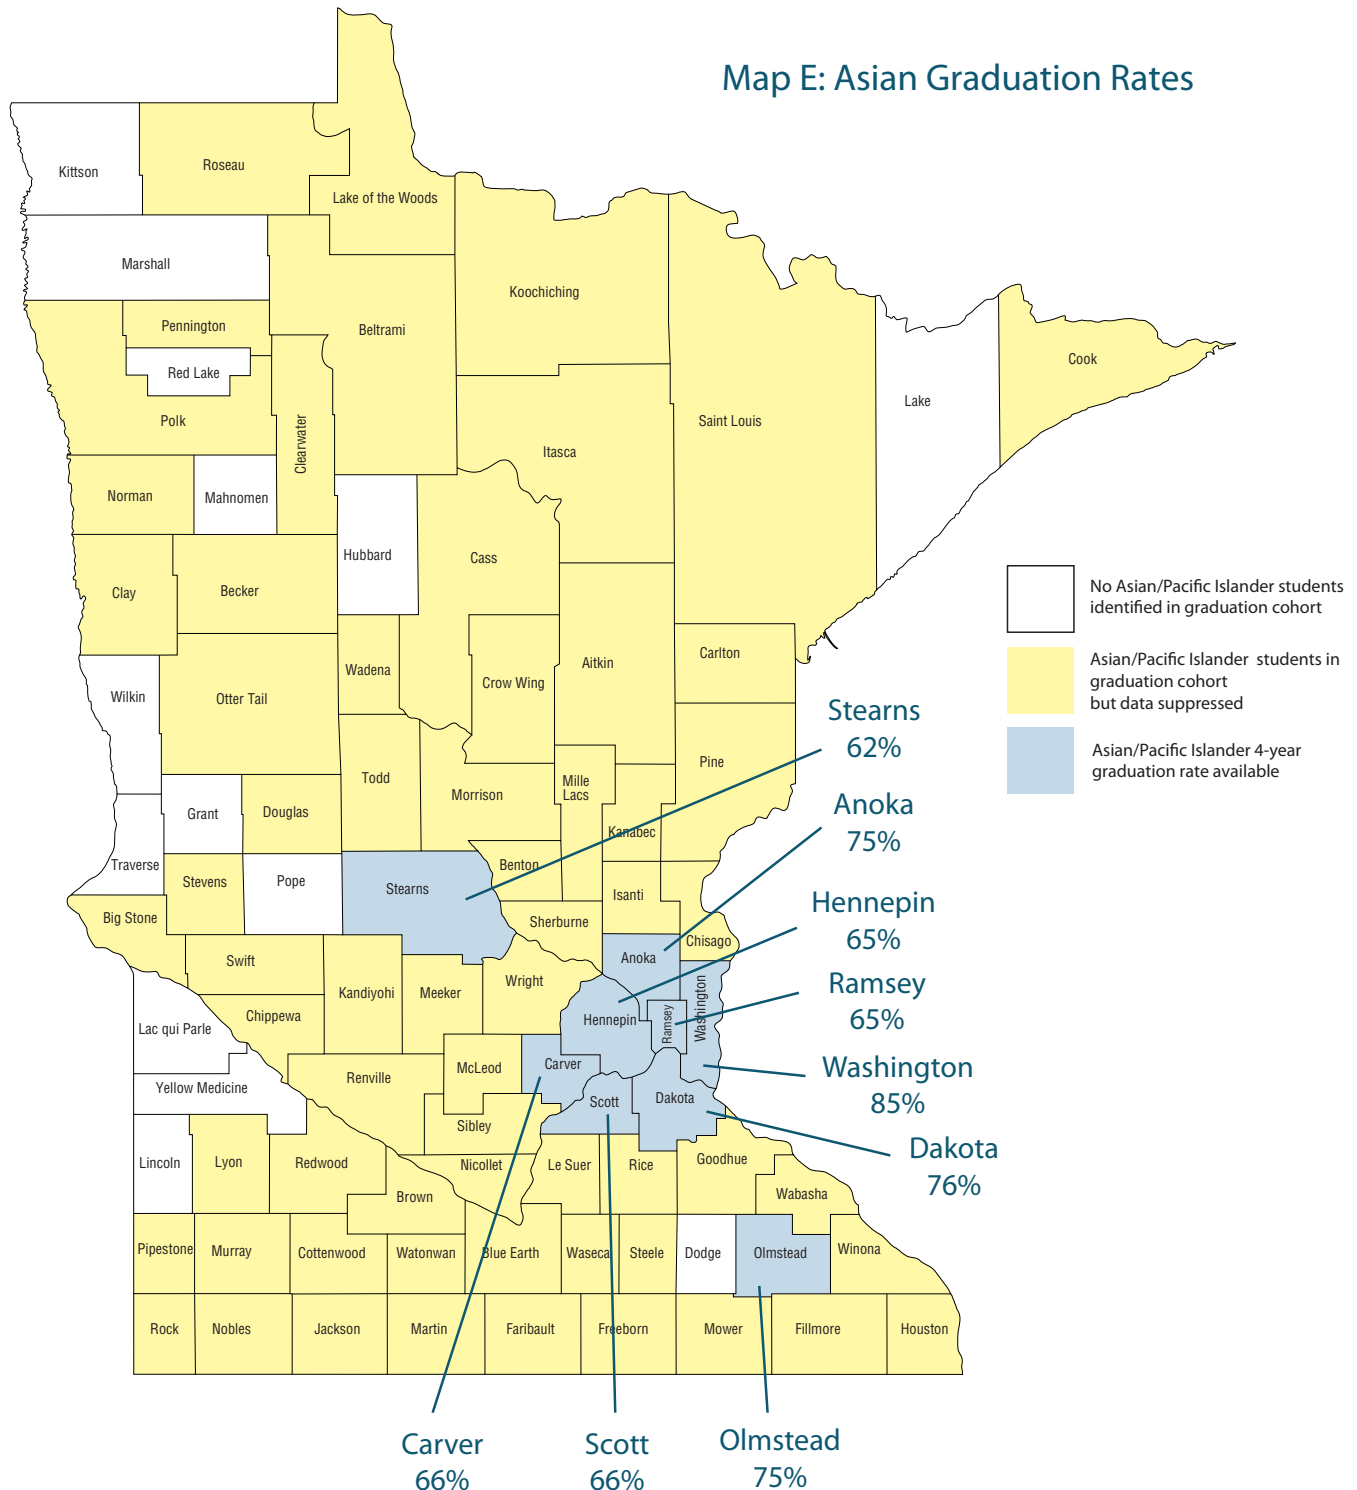 Map E: Asian Graduation Rates
Kittson
Roseau
Lake of the Woods
Marshall
Koochiching
Pennington
Beltrami
Red Lake
Cook
Lake
Polk
Saint Louis
Clearwater
Itasca
Norman
Mahnomen
Hubbard
Cass
Clay
Becker
No Asian/Pacific Islander students
identified in graduation cohort
Asian/Pacific Islander students in
graduation cohort
but data suppressed
Asian/Pacific Islander 4-year
graduation rate available
Carlton
Aitkin
Wadena
Crow Wing
Wilkin
Otter Tail
Stearns
62%
Pine
Todd
Mille
Lacs
Morrison
Anoka
75%
Grant
Douglas
Kanabec
Traverse
Benton
Stevens
Pope
Stearns
Isanti
Hennepin
65%
Big Stone
Sherburne
Chisago
Anoka
Swift
Wright
Kandiyohi
Meeker
Ramsey
65%
Washington
Chippewa
Hennepin
Ramsey
Lac qui Parle
Carver
McLeod
Washington
85%
Renville
Yellow Medicine
Scott
Dakota
Sibley
Dakota
76%
Lincoln
Lyon
Redwood
Nicollet
Le Suer
Rice
Goodhue
Brown
Wabasha
Pipestone
Murray
Cottenwood
Watonwan
Blue Earth
Waseca
Steele
Dodge
Olmstead
Winona
Rock
Nobles
Jackson
Martin
Faribault
Freeborn
Mower
Fillmore
Houston
Carver
66%
Scott
66%
Olmstead
75%